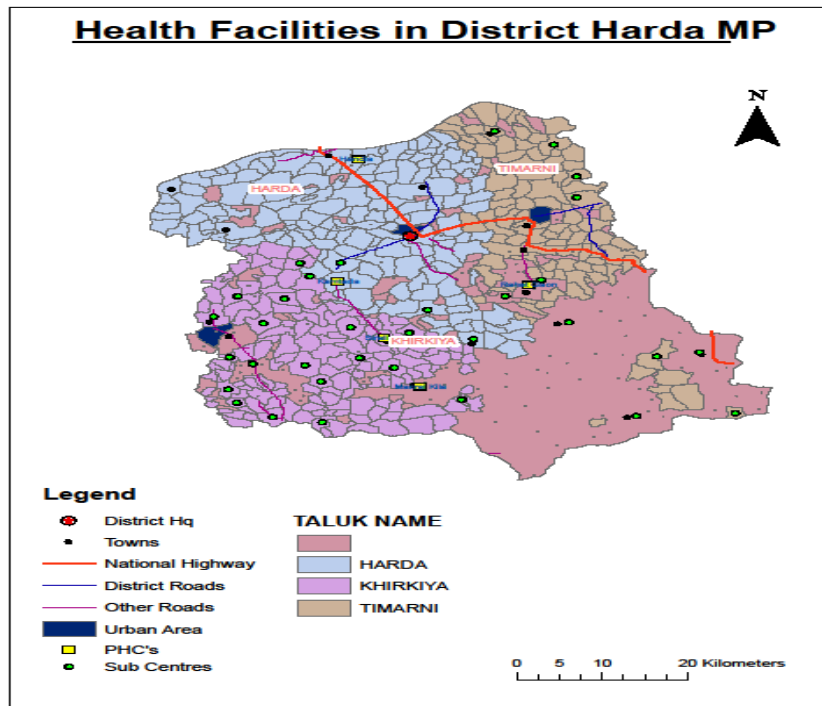 Health Facilities in District Harda MP
N
TIMARNI
HARDA
KHIRKIYA
Legend
District Hq
Towns
National Highway
District Roads
Other Roads
Urban Area
PHC's
Sub Centres
TALUK NAME
HARDA
KHIRKIYA
TIMARNI
0 5 10 20 Kilometers